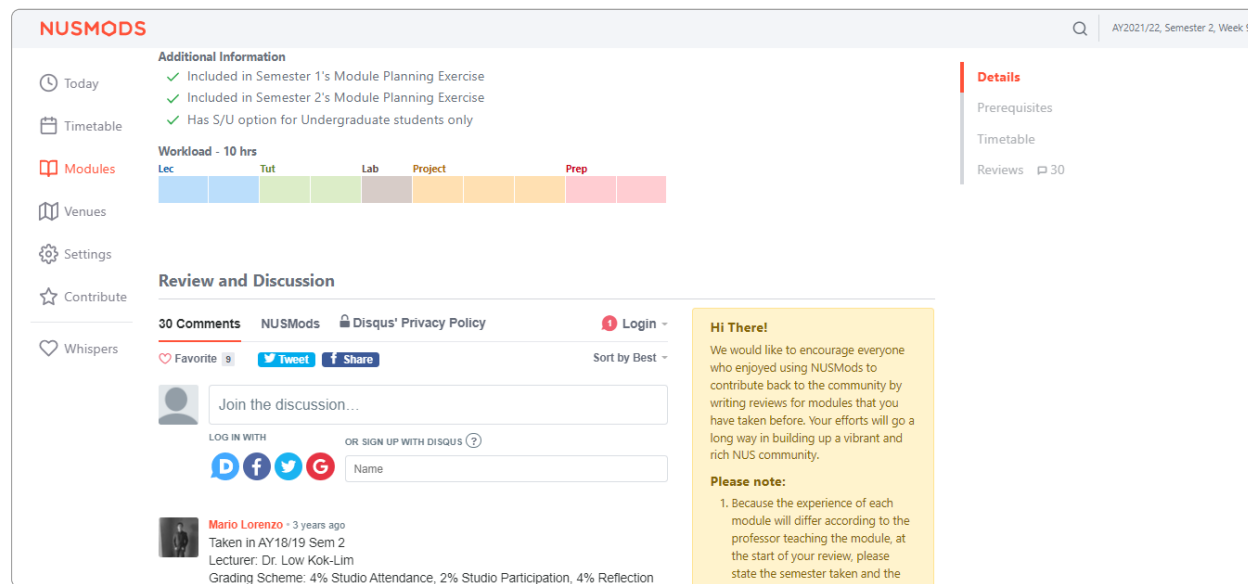 NUSMODS
AY2021/22, Semester 2, Week
Today
Timetable
Modules
Venues
Settings
Contribute
Whispers
Additional Information
Included in Semester 1's Module Planning Exercise
Included in Semester 2's Module Planning Exercise
Has S/U option for Undergraduate students only
Workload - 10 hrs
Lec Tut Lab Project Prep
Review and Discussion
30 Comments NUSMods Disqus' Privacy Policy 1 Login
Favorite 9 Tweet f Share Sort by Best
Join the discussion...
LOG IN WITH OR SIGN UP WITH DISQUS ?
D f G
Name
Mario Lorenzo • 3 years ago
Taken in AY18/19 Sem 2
Lecturer: Dr. Low Kok-Lim
Grading Scheme: 4% Studio Attendance, 2% Studio Participation, 4% Reflection
Hi There!
We would like to encourage everyone
who enjoyed using NUSMods to
contribute back to the community by
writing reviews for modules that you
have taken before. Your efforts will go a
long way in building up a vibrant and
rich NUS community.
Please note:
1. Because the experience of each
module will differ according to the
professor teaching the module, at
the start of your review, please
state the semester taken and the
Details
Prerequisites
Timetable
Reviews 30